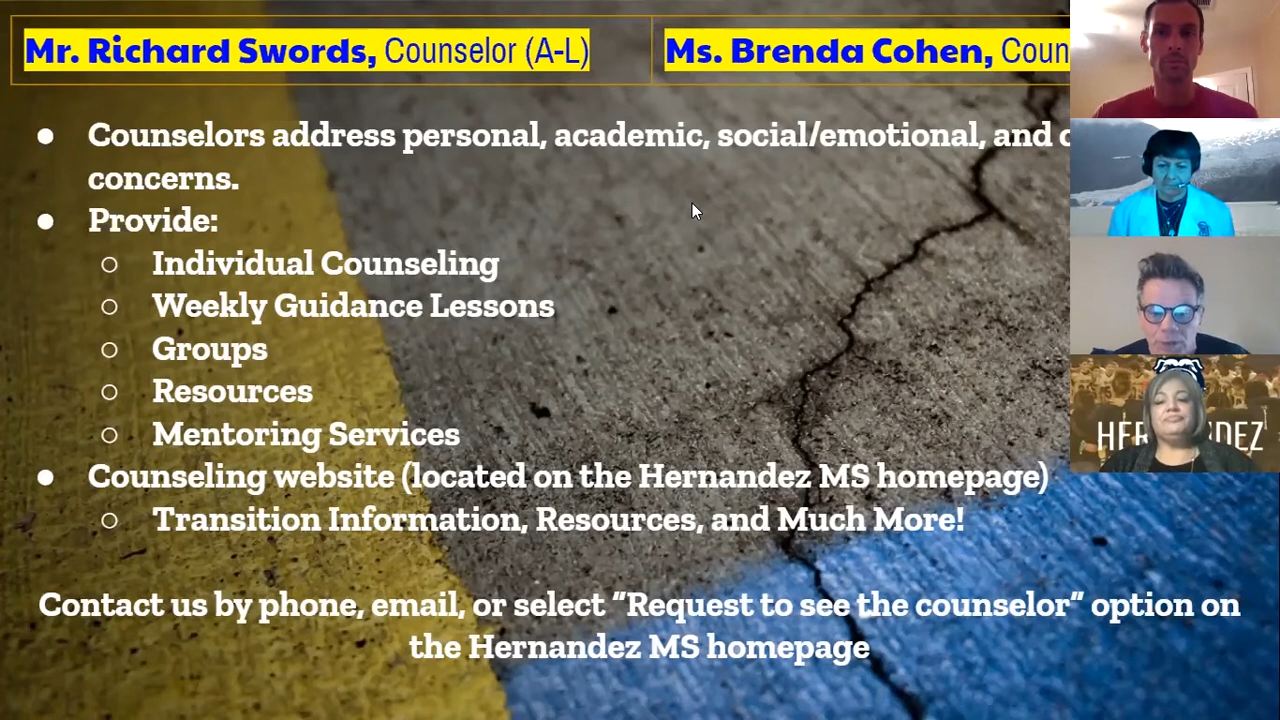 Mr. Richard Swords, Counselor (A-L)
Ms. Brenda Cohen,
● Counselors address personal, academic, social/emotional, and
concerns.
● Provide:
○ Individual Counseling
○ Weekly Guidance Lessons
○ Groups
○ Resources
○ Mentoring Services
● Counseling website (located on the Hernandez MS homepage)
○ Transition Information, Resources, and Much More!
Contact us by phone, email, or select “Request to see the counselor” option on
the Hernandez MS homepage